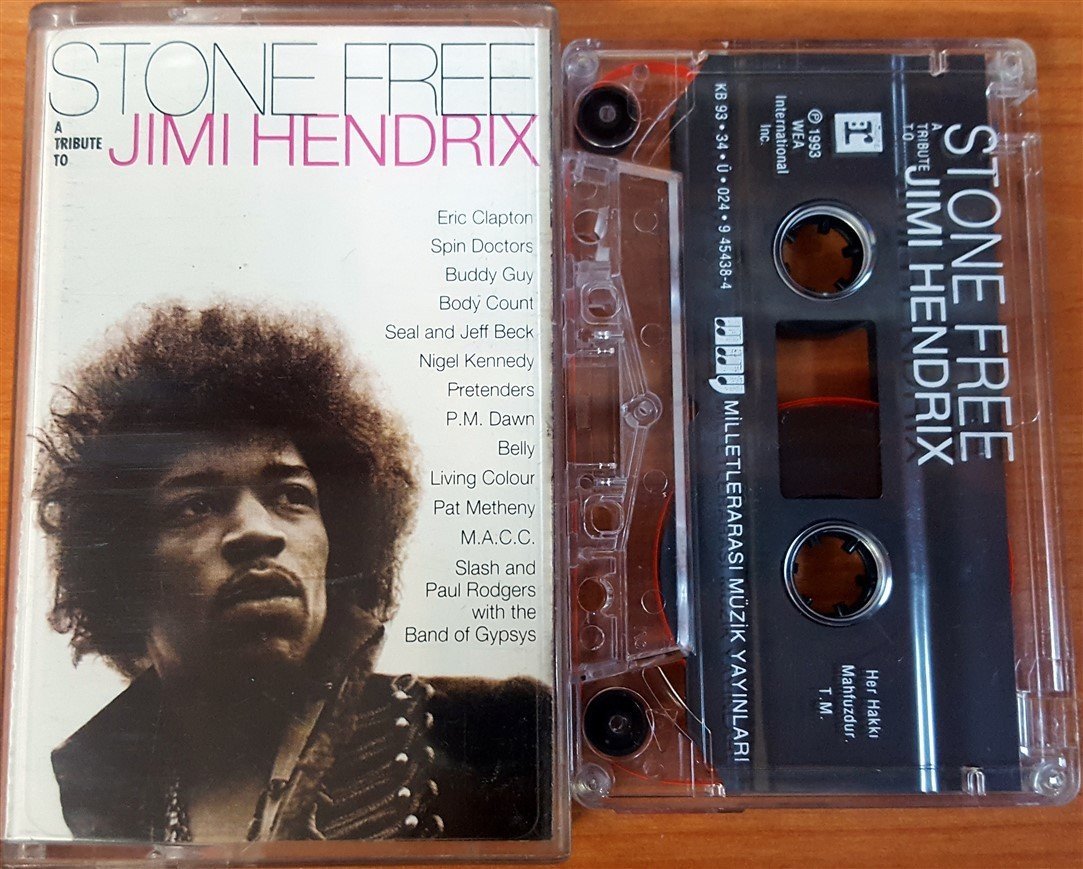 STONE FREE
A
TRIBUTE
TO
JIMI HENDRIX
Eric Clapton
Spin Doctors
Buddy Guy
Body Count
Seal and Jeff Beck
Nigel Kennedy
Pretenders
P.M. Dawn
Belly
Living Colour
Pat Metheny
M.A.C.C.
Slash and
Paul Rodgers
with the
Band of Gypsys
STONE FREE
A
TRIBUTE
TO
JIMI HENDRIX
℗ 1993
WEA
International
Inc.
KB 93 • 34 • Ü • 024 • 9 45438-4
MİLLETLERARASI MÜZİK YAYINLARI
Her Hakkı
Mahfuzdur.
T.M.